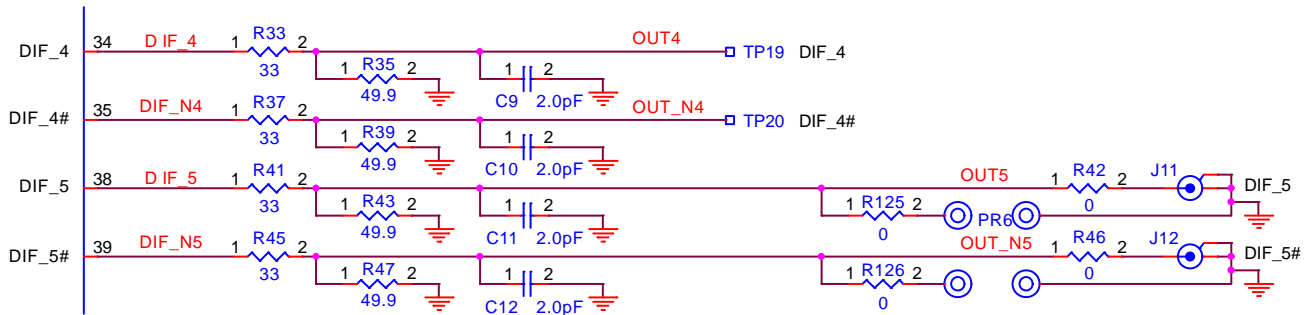 DIF_4 34 D IF_4 1 R33 2 OUT4 TP19 DIF_4
33
1 R35 2 1 2
49.9 C9 2.0pF
DIF_4# 35 DIF_N4 1 R37 2 OUT_N4 TP20 DIF_4#
33
1 R39 2 1 2
49.9 C10 2.0pF
DIF_5 38 D IF_5 1 R41 2 OUT5 1 R42 2 J11 DIF_5
33 0
1 R43 2 1 2 1 R125 2 PR6
49.9 C11 2.0pF 0
DIF_5# 39 DIF_N5 1 R45 2 OUT_N5 1 R46 2 J12 DIF_5#
33 0
1 R47 2 1 2 1 R126 2
49.9 C12 2.0pF 0